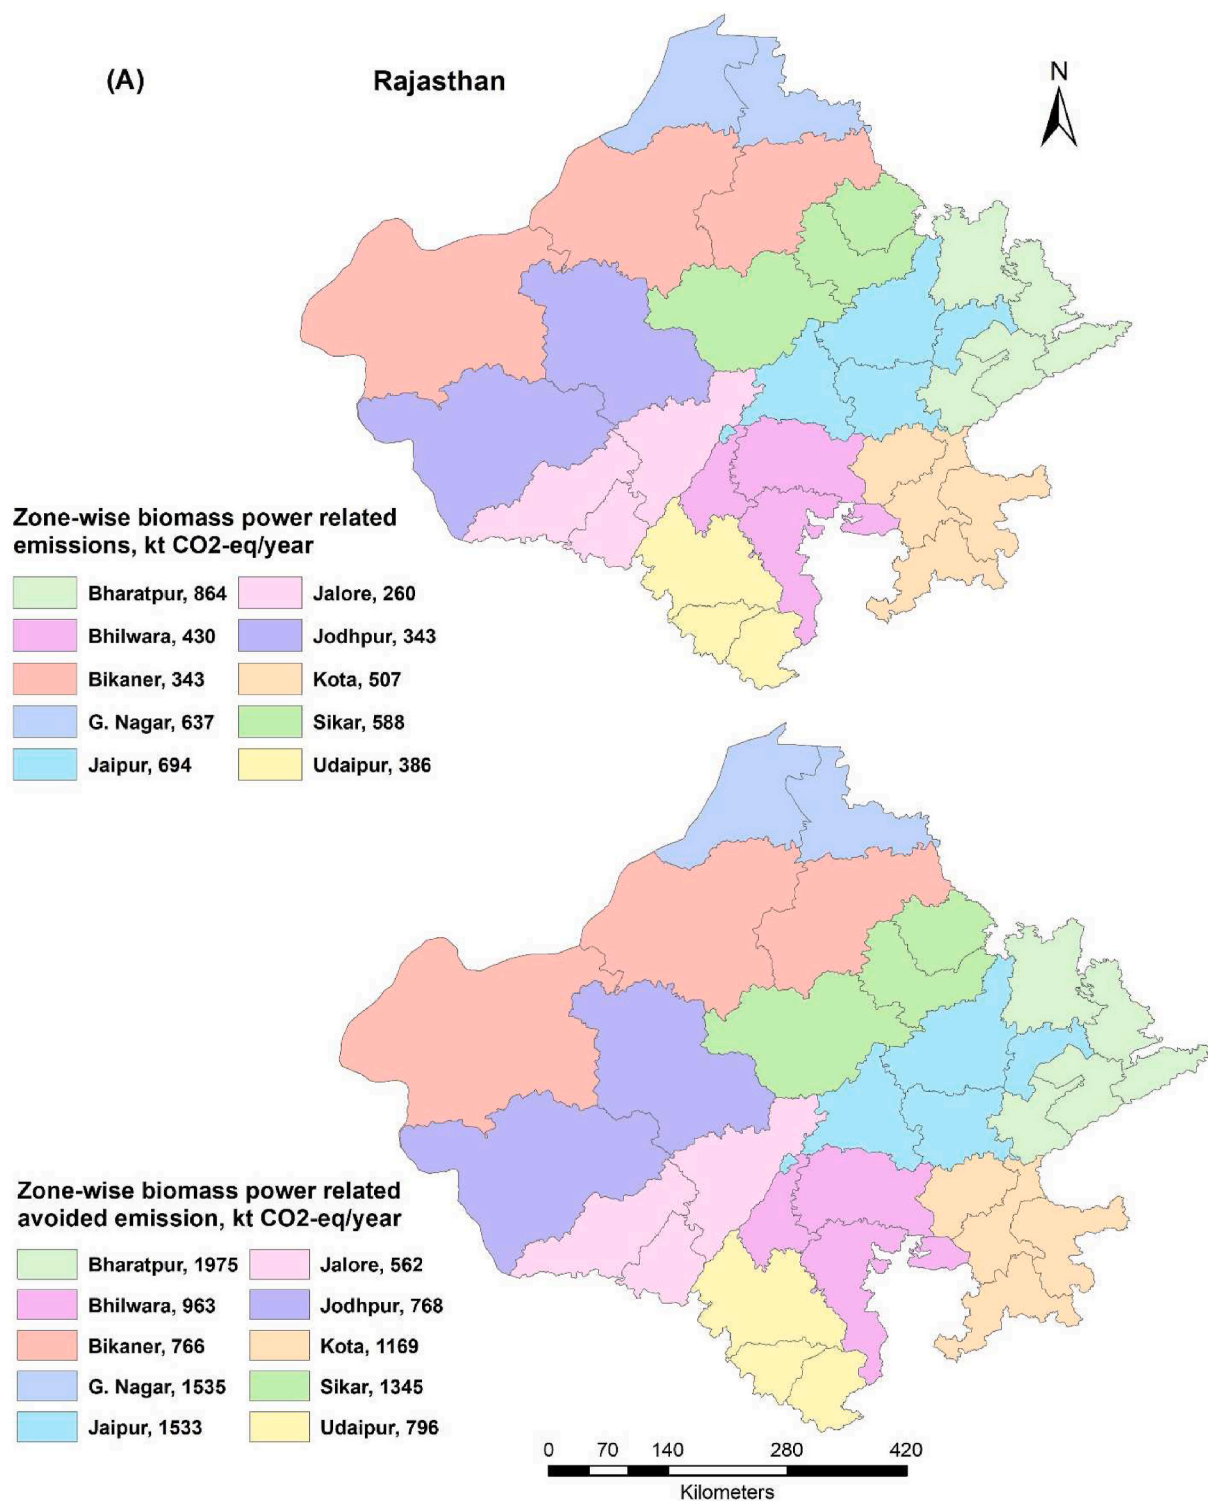 (A)
Rajasthan
N
Zone-wise biomass power related
emissions, kt CO2-eq/year
Bharatpur, 864
Jalore, 260
Bhilwara, 430
Jodhpur, 343
Bikaner, 343
Kota, 507
G. Nagar, 637
Sikar, 588
Jaipur, 694
Udaipur, 386
Zone-wise biomass power related
avoided emission, kt CO2-eq/year
Bharatpur, 1975
Jalore, 562
Bhilwara, 963
Jodhpur, 768
Bikaner, 766
Kota, 1169
G. Nagar, 1535
Sikar, 1345
Jaipur, 1533
Udaipur, 796
0 70 140 280 420
Kilometers